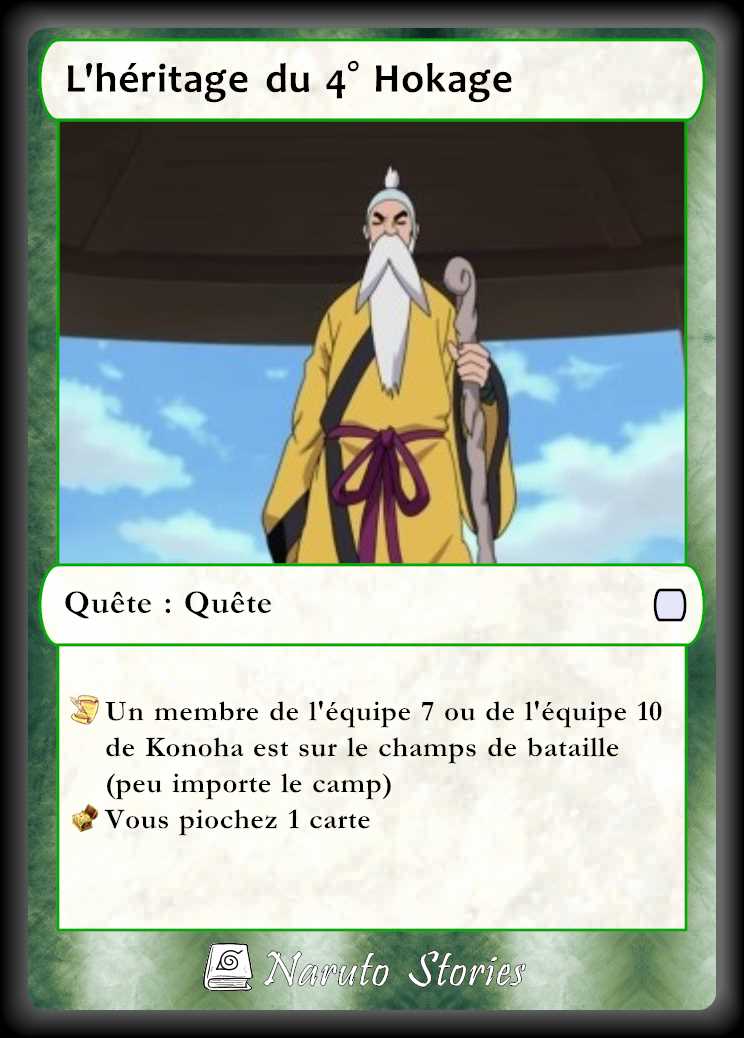 L'héritage du 4° Hokage
Quête : Quête
Un membre de l'équipe 7 ou de l'équipe 10
de Konoha est sur le champs de bataille
(peu importe le camp)
Vous piochez 1 carte
Naruto Stories